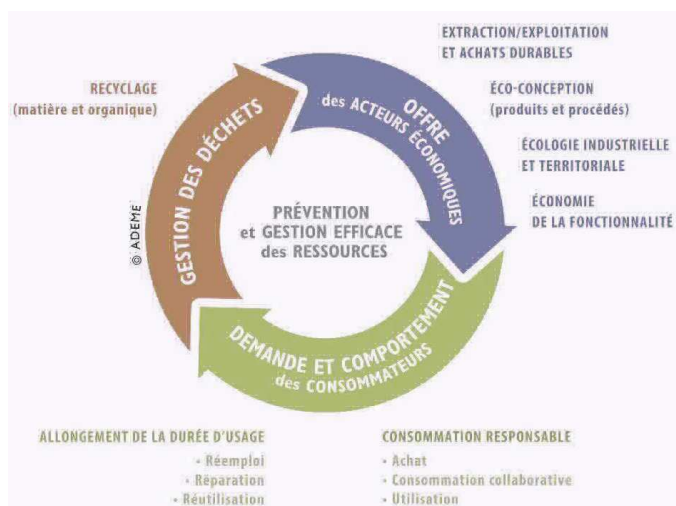 EXTRACTION/EXPLOITATION
ET ACHATS DURABLES
RECYCLAGE
(matière et organique)
ÉCO-CONCEPTION
(produits et procédés)
ÉCOLOGIE INDUSTRIELLE
ET TERRITORIALE
ÉCONOMIE
DE LA FONCTIONNALITÉ
OFFRE
des ACTEURS ÉCONOMIQUES
GESTION DES DÉCHETS
PRÉVENTION
et GESTION EFFICACE
des RESSOURCES
© ADEME
DEMANDE ET COMPORTEMENT
des CONSOMMATEURS
ALLONGEMENT DE LA DURÉE D'USAGE
- Réemploi
- Réparation
- Réutilisation
CONSOMMATION RESPONSABLE
- Achat
- Consommation collaborative
- Utilisation